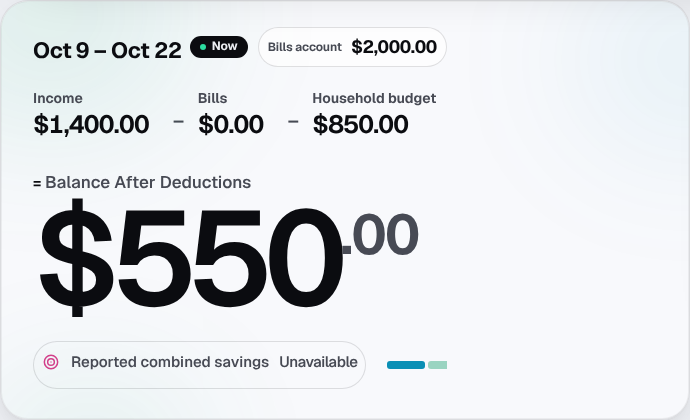 Oct 9 – Oct 22 Now Bills account $2,000.00
Income Bills Household budget
$1,400.00 – $0.00 – $850.00
= Balance After Deductions
$550.00
Reported combined savings Unavailable